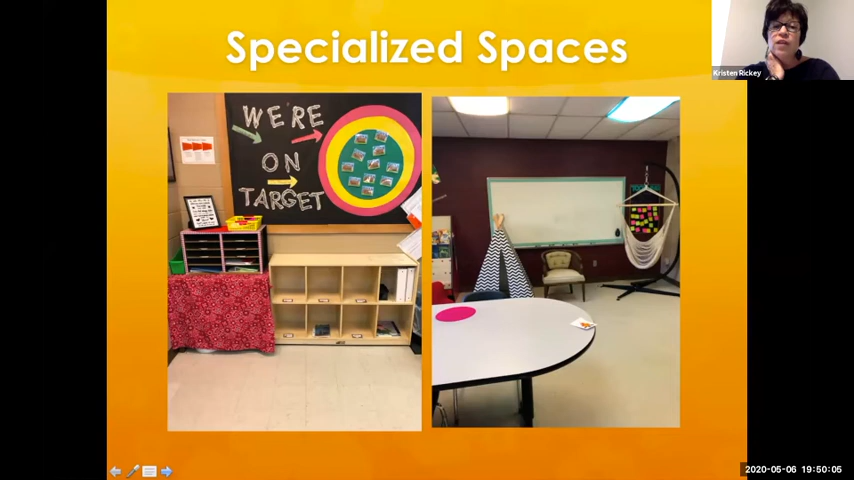 Specialized Spaces
Kristen Rickey
WE'RE
ON
TARGET
2020-05-06 19:50:05